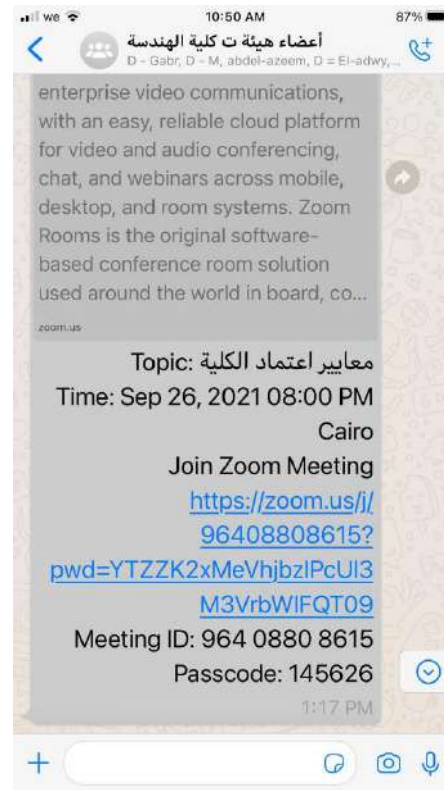 we
10:50 AM
87%
أعضاء هيئة ت كلية الهندسة
D - Gabr, D - M, abdel-azeem, D = El-adwy,...
enterprise video communications,
with an easy, reliable cloud platform
for video and audio conferencing,
chat, and webinars across mobile,
desktop, and room systems. Zoom
Rooms is the original software-
based conference room solution
used around the world in board, co...
zoom.us
Topic: معايير اعتماد الكلية
Time: Sep 26, 2021 08:00 PM
Cairo
Join Zoom Meeting
https://zoom.us/j/
96408808615?
pwd=YTZZK2xMeVhjbzlPcUl3
M3VrbWlFQT09
Meeting ID: 964 0880 8615
Passcode: 145626
1:17 PM